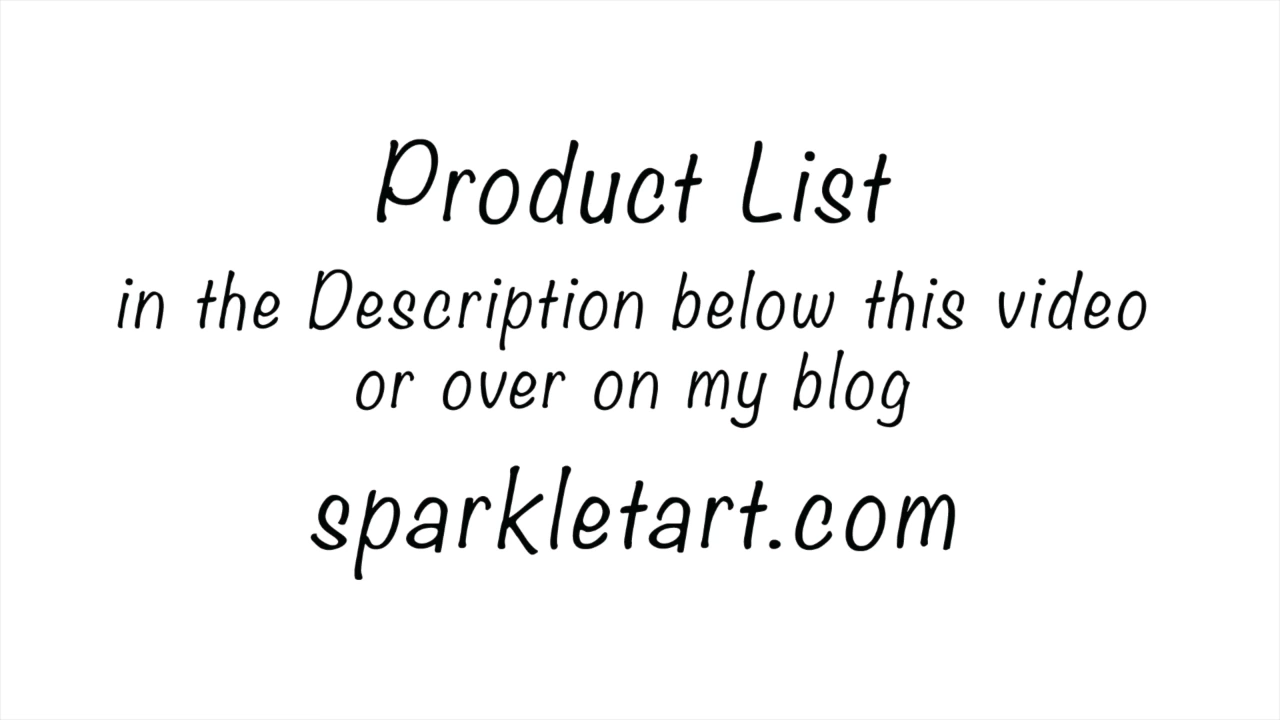 Product List
in the Description below this video
or over on my blog
sparkletart.com